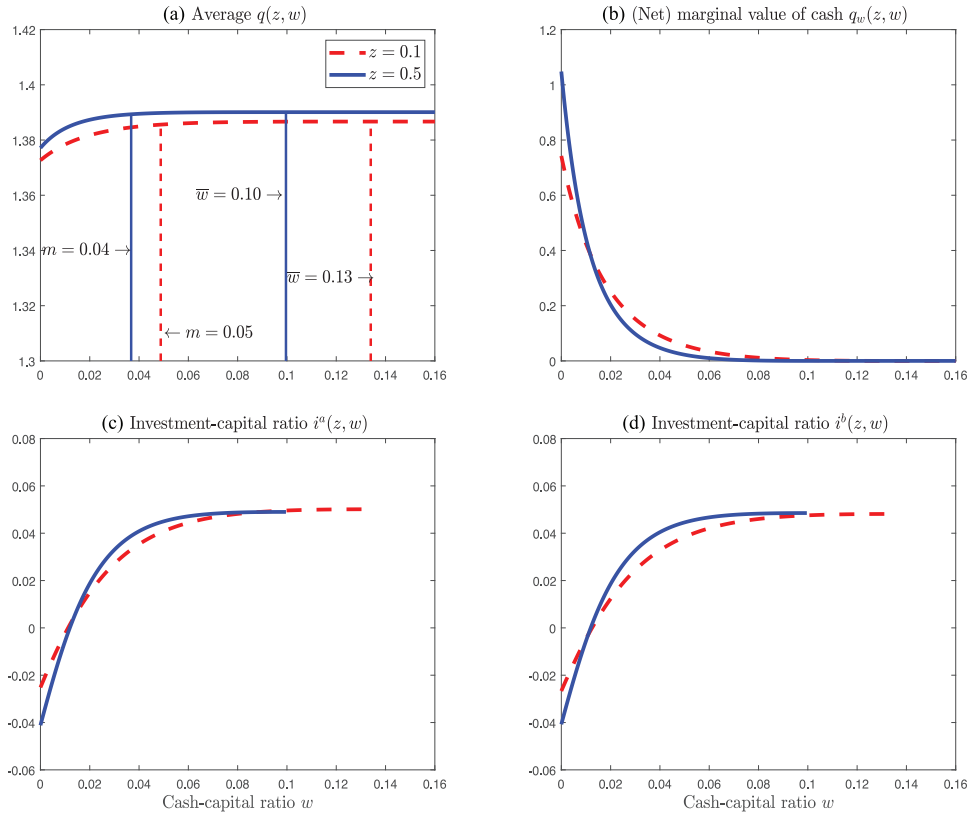 (a) Average q(z, w)
1.42
1.4
1.38
1.36
1.34
1.32
1.3
0 0.02 0.04 0.06 0.08 0.1 0.12 0.14 0.16
z = 0.1
z = 0.5
w̅ = 0.10 →
m = 0.04 →
w̅ = 0.13 →
← m = 0.05
(b) (Net) marginal value of cash q_w(z, w)
1.2
1
0.8
0.6
0.4
0.2
0
0 0.02 0.04 0.06 0.08 0.1 0.12 0.14 0.16
(c) Investment-capital ratio i^a(z, w)
0.08
0.06
0.04
0.02
0
-0.02
-0.04
-0.06
0 0.02 0.04 0.06 0.08 0.1 0.12 0.14 0.16
Cash-capital ratio w
(d) Investment-capital ratio i^b(z, w)
0.08
0.06
0.04
0.02
0
-0.02
-0.04
-0.06
0 0.02 0.04 0.06 0.08 0.1 0.12 0.14 0.16
Cash-capital ratio w